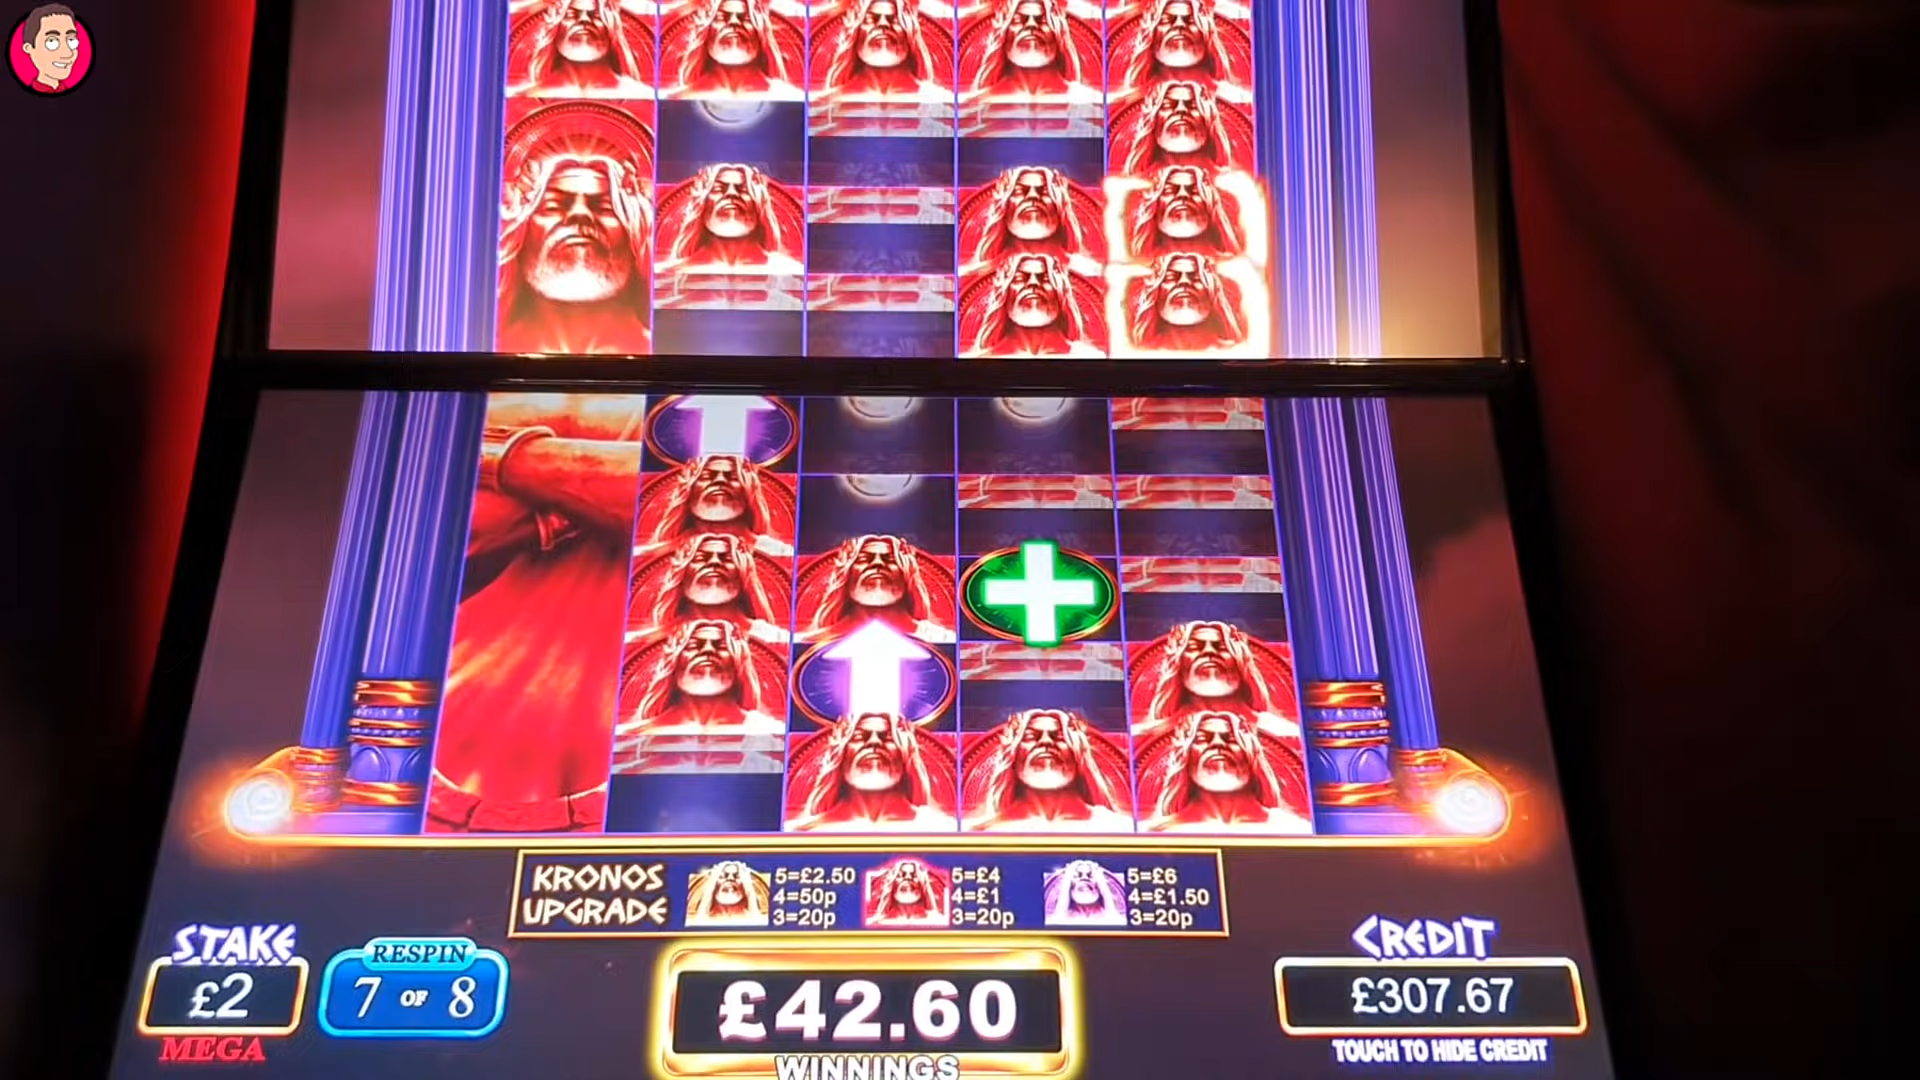 KRONOS
UPGRADE
5=£2.50
4=50p
3=20p
5=£4
4=£1
3=20p
5=£6
4=£1.50
3=20p
STAKE
£2
MEGA
RESPIN
7 OF 8
£42.60
WINNINGS
CREDIT
£307.67
TOUCH TO HIDE CREDIT